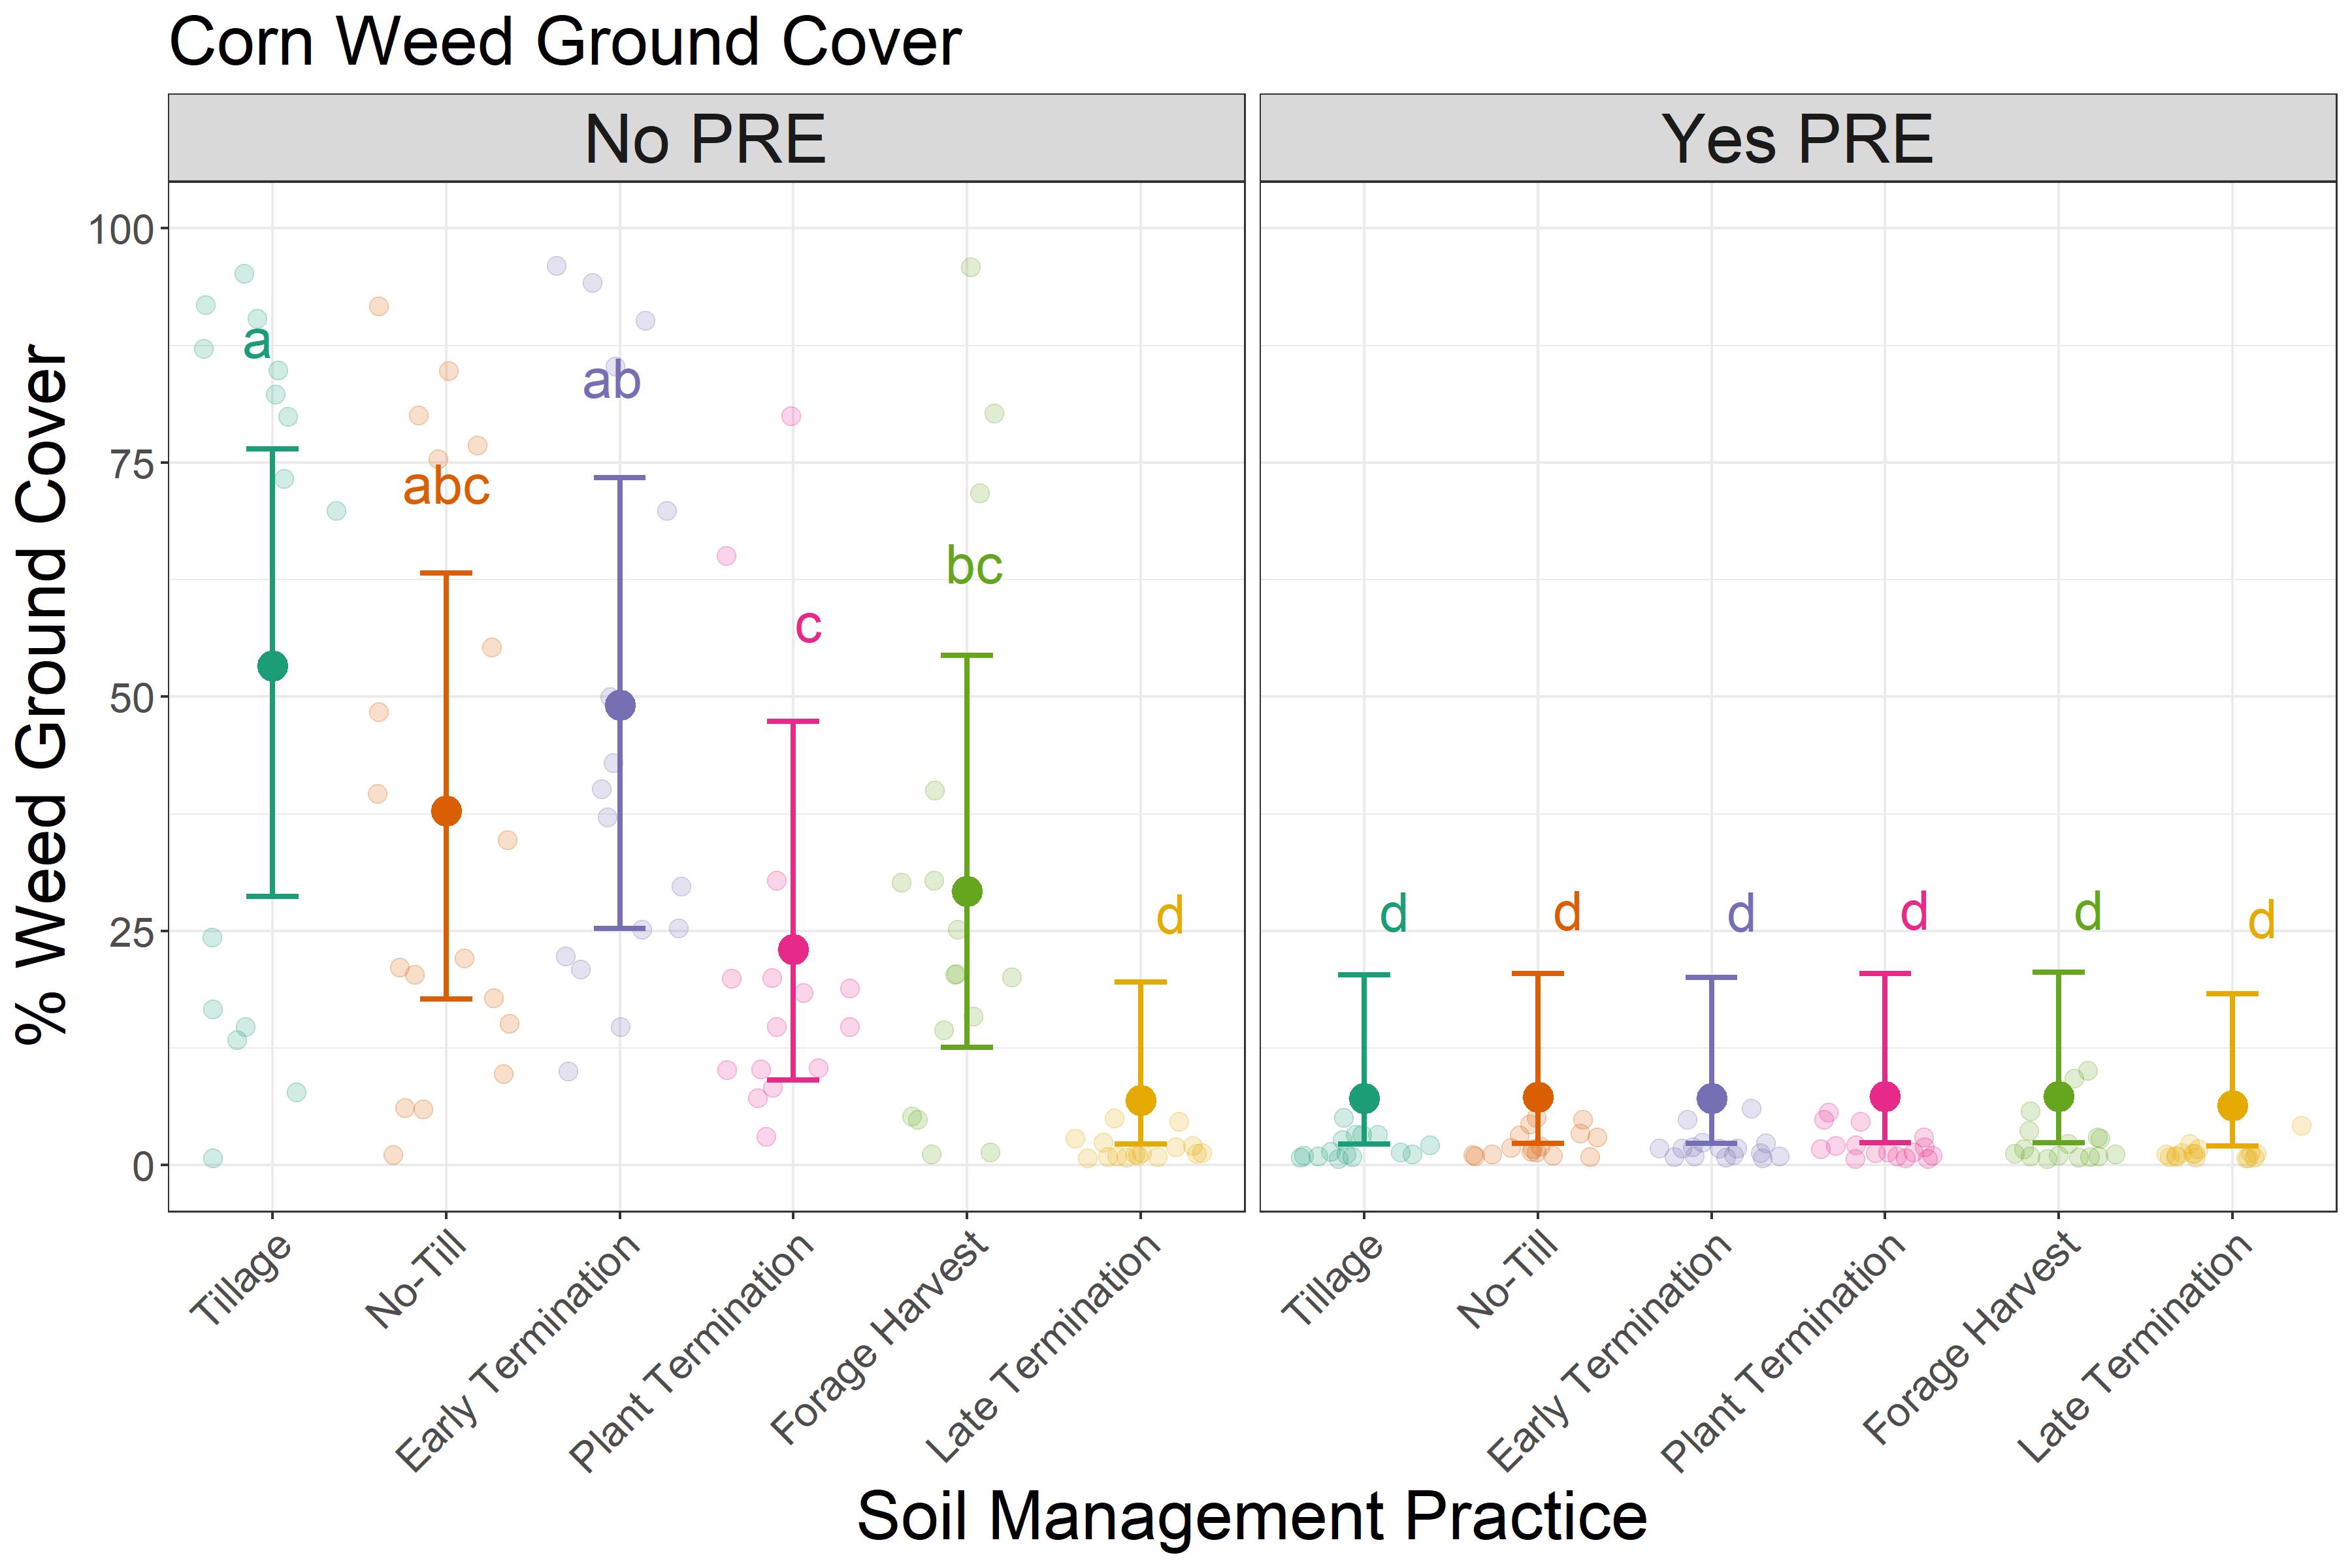 Corn Weed Ground Cover
No PRE
Yes PRE
% Weed Ground Cover
100
75
50
25
0
a
abc
ab
c
bc
d
d
d
d
d
d
d
Tillage
No-Till
Early Termination
Plant Termination
Forage Harvest
Late Termination
Tillage
No-Till
Early Termination
Plant Termination
Forage Harvest
Late Termination
Soil Management Practice